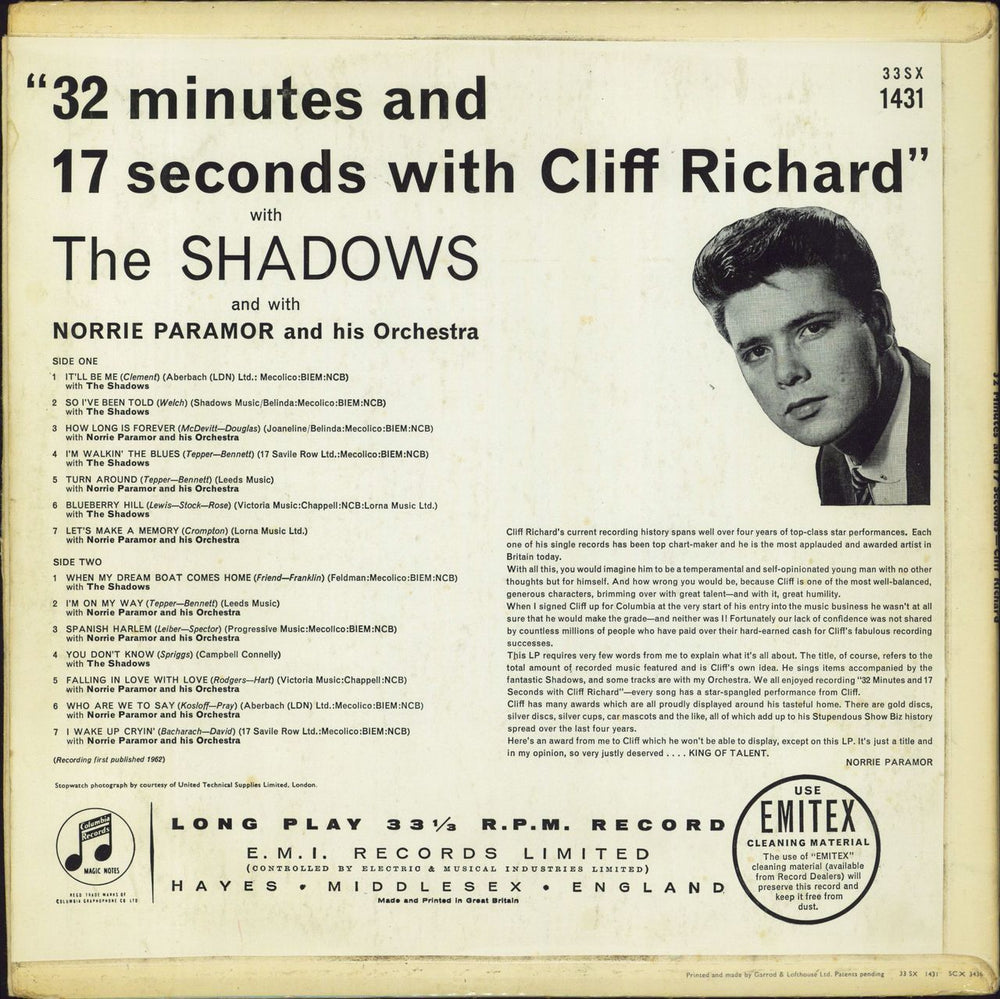 "32 minutes and
17 seconds with Cliff Richard"
33SX
1431
with
The SHADOWS
and with
NORRIE PARAMOR and his Orchestra
SIDE ONE
1 IT'LL BE ME (Clement) (Aberbach (LDN) Ltd.: Mecolico:BIEM:NCB)
with The Shadows
2 SO I'VE BEEN TOLD (Welch) (Shadows Music/Belinda:Mecolico:BIEM:NCB)
with The Shadows
3 HOW LONG IS FOREVER (McDevitt—Douglas) (Joaneline/Belinda:Mecolico:BIEM:NCB)
with Norrie Paramor and his Orchestra
4 I'M WALKIN' THE BLUES (Tepper—Bennett) (17 Savile Row Ltd.:Mecolico:BIEM:NCB)
with The Shadows
5 TURN AROUND (Tepper—Bennett) (Leeds Music)
with Norrie Paramor and his Orchestra
6 BLUEBERRY HILL (Lewis—Stock—Rose) (Victoria Music:Chappell:NCB:Lorna Music Ltd.)
with The Shadows
7 LET'S MAKE A MEMORY (Crompton) (Lorna Music Ltd.)
with Norrie Paramor and his Orchestra
SIDE TWO
1 WHEN MY DREAM BOAT COMES HOME (Friend—Franklin) (Feldman:Mecolico:BIEM:NCB)
with The Shadows
2 I'M ON MY WAY (Tepper—Bennett) (Leeds Music)
with Norrie Paramor and his Orchestra
3 SPANISH HARLEM (Leiber—Spector) (Progressive Music:Mecolico:BIEM:NCB)
with Norrie Paramor and his Orchestra
4 YOU DON'T KNOW (Spriggs) (Campbell Connelly)
with The Shadows
5 FALLING IN LOVE WITH LOVE (Rodgers—Hart) (Victoria Music:Chappell:NCB)
with Norrie Paramor and his Orchestra
6 WHO ARE WE TO SAY (Kosloff—Pray) (Aberbach (LDN) Ltd.:Mecolico:BIEM:NCB)
with Norrie Paramor and his Orchestra
7 I WAKE UP CRYIN' (Bacharach—David) (17 Savile Row Ltd.:Mecolico:BIEM:NCB)
with Norrie Paramor and his Orchestra
(Recording first published 1962)
Cliff Richard's current recording history spans well over four years of top-class star performances. Each
one of his single records has been top chart-maker and he is the most applauded and awarded artist in
Britain today.
With all this, you would imagine him to be a temperamental and self-opinionated young man with no other
thoughts but for himself. And how wrong you would be, because Cliff is one of the most well-balanced,
generous characters, brimming over with great talent—and with it, great humility.
When I signed Cliff up for Columbia at the very start of his entry into the music business he wasn't at all
sure that he would make the grade—and neither was I! Fortunately our lack of confidence was not shared
by countless millions of people who have paid over their hard-earned cash for Cliff's fabulous recording
successes.
This LP requires very few words from me to explain what it's all about. The title, of course, refers to the
total amount of recorded music featured and is Cliff's own idea. He sings items accompanied by the
fantastic Shadows, and some tracks are with my Orchestra. We all enjoyed recording "32 Minutes and 17
Seconds with Cliff Richard"—every song has a star-spangled performance from Cliff.
Cliff has many awards which are all proudly displayed around his tasteful home. There are gold discs,
silver discs, silver cups, car mascots and the like, all of which add up to his Stupendous Show Biz history
spread over the last four years.
Here's an award from me to Cliff which he won't be able to display, except on this LP. It's just a title and
in my opinion, so very justly deserved .... KING OF TALENT.
NORRIE PARAMOR
Stopwatch photograph by courtesy of United Technical Supplies Limited, London.
Columbia
Records
MAGIC NOTES
REGD TRADE MARKS OF
COLUMBIA GRAPHOPHONE CO LTD
LONG PLAY 33⅓ R.P.M. RECORD
E.M.I. RECORDS LIMITED
(CONTROLLED BY ELECTRIC & MUSICAL INDUSTRIES LIMITED)
HAYES • MIDDLESEX • ENGLAND
Made and Printed in Great Britain
USE
EMITEX
CLEANING MATERIAL
The use of "EMITEX"
cleaning material (available
from Record Dealers) will
preserve this record and
keep it free from
dust.
Printed and made by Garrod & Lofthouse Ltd. Patents pending 33 SX 1431 SCX